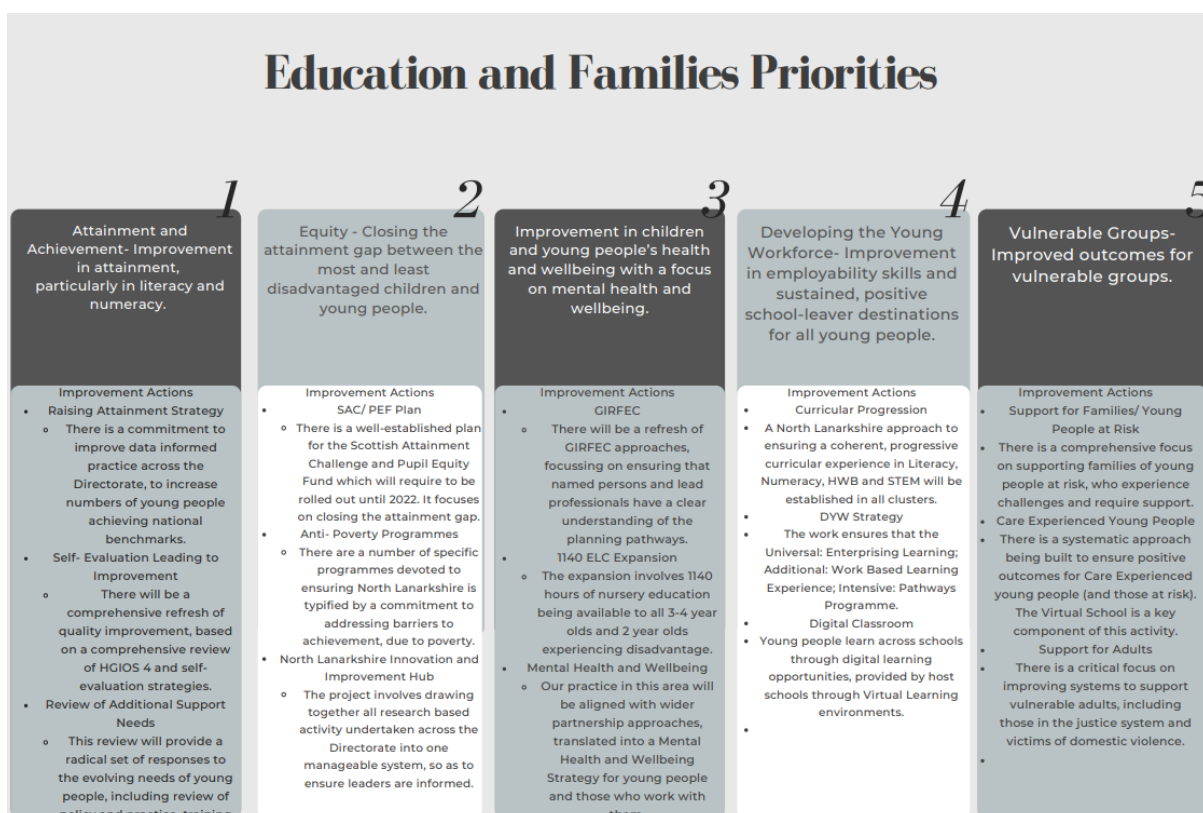 Education and Families Priorities
1
Attainment and
Achievement- Improvement
in attainment,
particularly in literacy and
numeracy.
Improvement Actions
• Raising Attainment Strategy
◦ There is a commitment to
improve data informed
practice across the
Directorate, to increase
numbers of young people
achieving national
benchmarks.
• Self- Evaluation Leading to
Improvement
◦ There will be a
comprehensive refresh of
quality improvement, based
on a comprehensive review
of HGIOS 4 and self-
evaluation strategies.
• Review of Additional Support
Needs
◦ This review will provide a
radical set of responses to
the evolving needs of young
people, including review of
policy and practice, training
2
Equity - Closing the
attainment gap between the
most and least
disadvantaged children and
young people.
Improvement Actions
• SAC/ PEF Plan
◦ There is a well-established plan
for the Scottish Attainment
Challenge and Pupil Equity
Fund which will require to be
rolled out until 2022. It focuses
on closing the attainment gap.
• Anti- Poverty Programmes
◦ There are a number of specific
programmes devoted to
ensuring North Lanarkshire is
typified by a commitment to
addressing barriers to
achievement, due to poverty.
• North Lanarkshire Innovation and
Improvement Hub
◦ The project involves drawing
together all research based
activity undertaken across the
Directorate into one
manageable system, so as to
ensure leaders are informed.
3
Improvement in children
and young people's health
and wellbeing with a focus
on mental health and
wellbeing.
Improvement Actions
• GIRFEC
◦ There will be a refresh of
GIRFEC approaches,
focussing on ensuring that
named persons and lead
professionals have a clear
understanding of the
planning pathways.
• 1140 ELC Expansion
◦ The expansion involves 1140
hours of nursery education
being available to all 3-4 year
olds and 2 year olds
experiencing disadvantage.
• Mental Health and Wellbeing
◦ Our practice in this area will
be aligned with wider
partnership approaches,
translated into a Mental
Health and Wellbeing
Strategy for young people
and those who work with
them
4
Developing the Young
Workforce- Improvement
in employability skills and
sustained, positive
school-leaver destinations
for all young people.
Improvement Actions
• Curricular Progression
• A North Lanarkshire approach to
ensuring a coherent, progressive
curricular experience in Literacy,
Numeracy, HWB and STEM will be
established in all clusters.
• DYW Strategy
• The work ensures that the
Universal: Enterprising Learning;
Additional: Work Based Learning
Experience; Intensive: Pathways
Programme.
• Digital Classroom
• Young people learn across schools
through digital learning
opportunities, provided by host
schools through Virtual Learning
environments.
•
5
Vulnerable Groups-
Improved outcomes for
vulnerable groups.
Improvement Actions
• Support for Families/ Young
People at Risk
• There is a comprehensive focus
on supporting families of young
people at risk, who experience
challenges and require support.
• Care Experienced Young People
• There is a systematic approach
being built to ensure positive
outcomes for Care Experienced
young people (and those at risk).
The Virtual School is a key
component of this activity.
• Support for Adults
• There is a critical focus on
improving systems to support
vulnerable adults, including
those in the justice system and
victims of domestic violence.
•